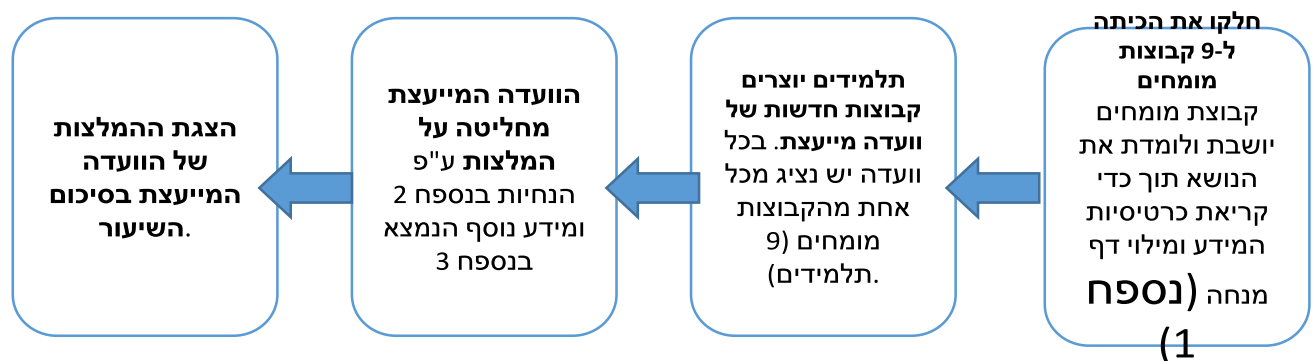 חלקו את הכיתה
ל-9 קבוצות
מומחים
קבוצת מומחים
יושבת ולומדת את
הנושא תוך כדי
קריאת כרטיסיות
המידע ומילוי דף
מנחה (נספח
1)
תלמידים יוצרים
קבוצות חדשות של
וועדה מייעצת. בכל
וועדה יש נציג מכל
אחת מהקבוצות
מומחים (9
תלמידים).
הוועדה המייעצת
מחליטה על
המלצות ע"פ
הנחיות בנספח 2
ומידע נוסף הנמצא
בנספח 3
הצגת ההמלצות
של הוועדה
המייעצת בסיכום
השיעור.